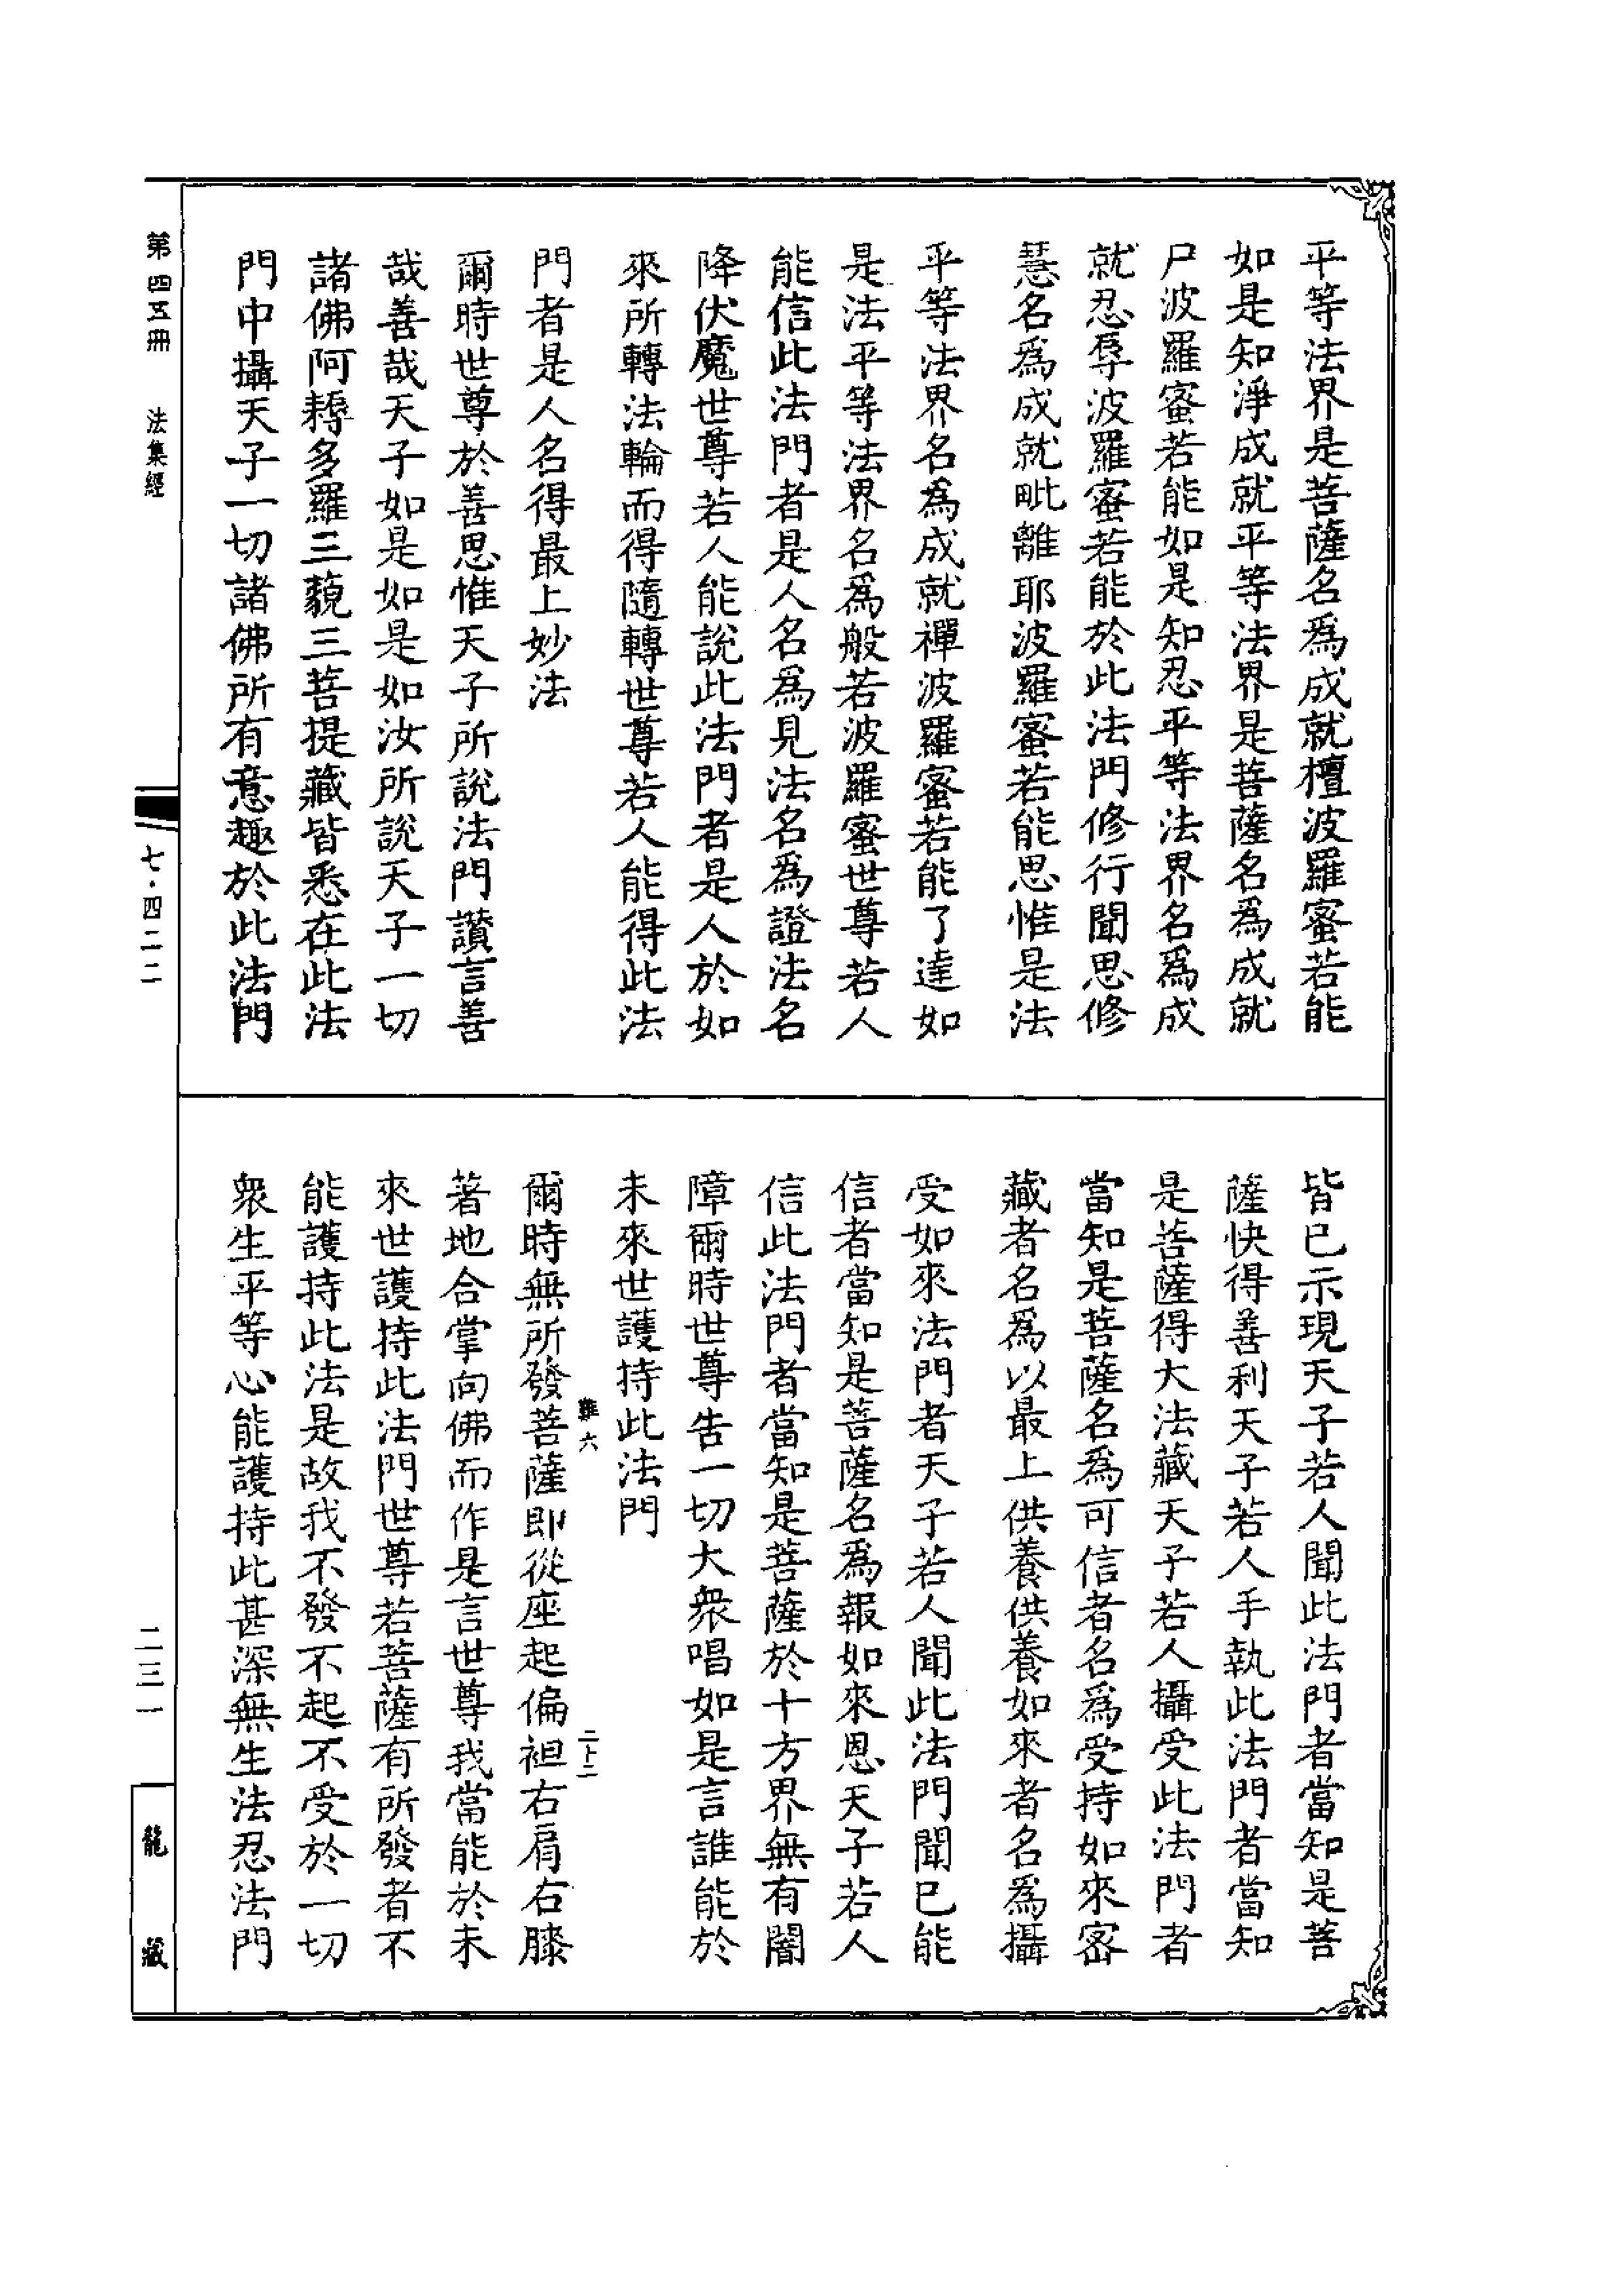 平等法界是菩薩名爲成就檀波羅蜜若能
如是知淨成就平等法界是菩薩名爲成就
尸波羅蜜若能如是知忍平等法界名爲成
就忍辱波羅蜜若能於此法門修行聞思修
慧名爲成就毗離耶波羅蜜若能思惟是法
平等法界名爲成就禪波羅蜜若能了達如
是法平等法界名爲般若波羅蜜世尊若人
能信此法門者是人名爲見法名爲證法名
降伏魔世尊若人能說此法門者是人於如
來所轉法輪而得隨轉世尊若人能得此法
門者是人名得最上妙法
爾時世尊於善思惟天子所說法門讚言善
哉善哉天子如是如是如汝所說天子一切
諸佛阿耨多羅三藐三菩提藏皆悉在此法
門中攝天子一切諸佛所有意趣於此法門
皆已示現天子若人聞此法門者當知是菩
薩快得善利天子若人手執此法門者當知
是菩薩得大法藏天子若人攝受此法門者
當知是菩薩名爲可信者名爲受持如來密
藏者名爲以最上供養供養如來者名爲攝
受如來法門者天子若人聞此法門聞已能
信者當知是菩薩名爲報如來恩天子若人
信此法門者當知是菩薩於十方界無有闇
障爾時世尊告一切大衆唱如是言誰能於
未來世護持此法門
難六
二十二
爾時無所發菩薩即從座起偏袒右肩右膝
著地合掌向佛而作是言世尊我當能於未
來世護持此法門世尊若菩薩有所發者不
能護持此法是故我不發不起不受於一切
衆生平等心能護持此甚深無生法忍法門
第四五冊 法集經
七·四二二
二三一
龍藏